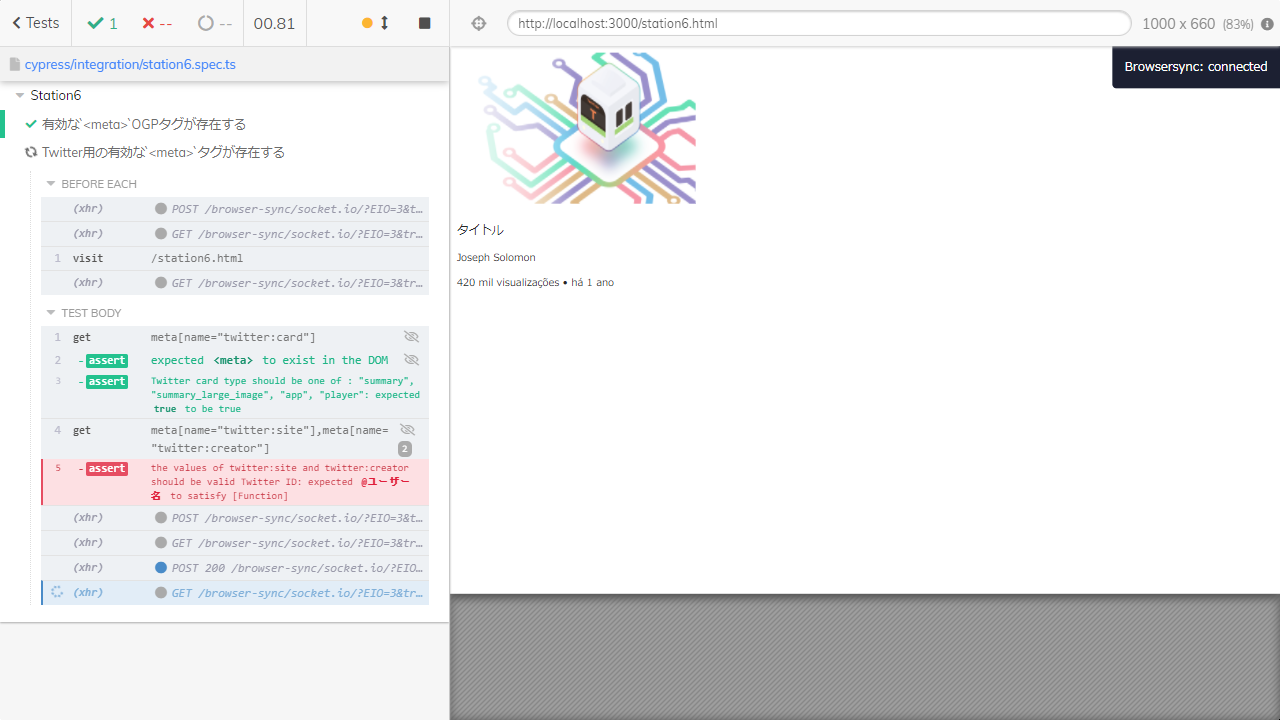 Tests
1
--
--
00.81
http://localhost:3000/station6.html
1000 x 660 (83%)
cypress/integration/station6.spec.ts
Browsersync: connected
Station6
有効な`<meta>`OGPタグが存在する
Twitter用の有効な`<meta>`タグが存在する
BEFORE EACH
(xhr) POST /browser-sync/socket.io/?EIO=3&t…
(xhr) GET /browser-sync/socket.io/?EIO=3&tr…
1 visit /station6.html
(xhr) GET /browser-sync/socket.io/?EIO=3&tr…
TEST BODY
1 get meta[name="twitter:card"]
2 -assert expected <meta> to exist in the DOM
3 -assert Twitter card type should be one of : "summary",
"summary_large_image", "app", "player": expected
true to be true
4 get meta[name="twitter:site"],meta[name=
"twitter:creator"]
2
5 -assert the values of twitter:site and twitter:creator
should be valid Twitter ID: expected @ユーザー
名 to satisfy [Function]
(xhr) POST /browser-sync/socket.io/?EIO=3&t…
(xhr) GET /browser-sync/socket.io/?EIO=3&tr…
(xhr) POST 200 /browser-sync/socket.io/?EIO…
(xhr) GET /browser-sync/socket.io/?EIO=3&tr…
タイトル
Joseph Solomon
420 mil visualizações • há 1 ano